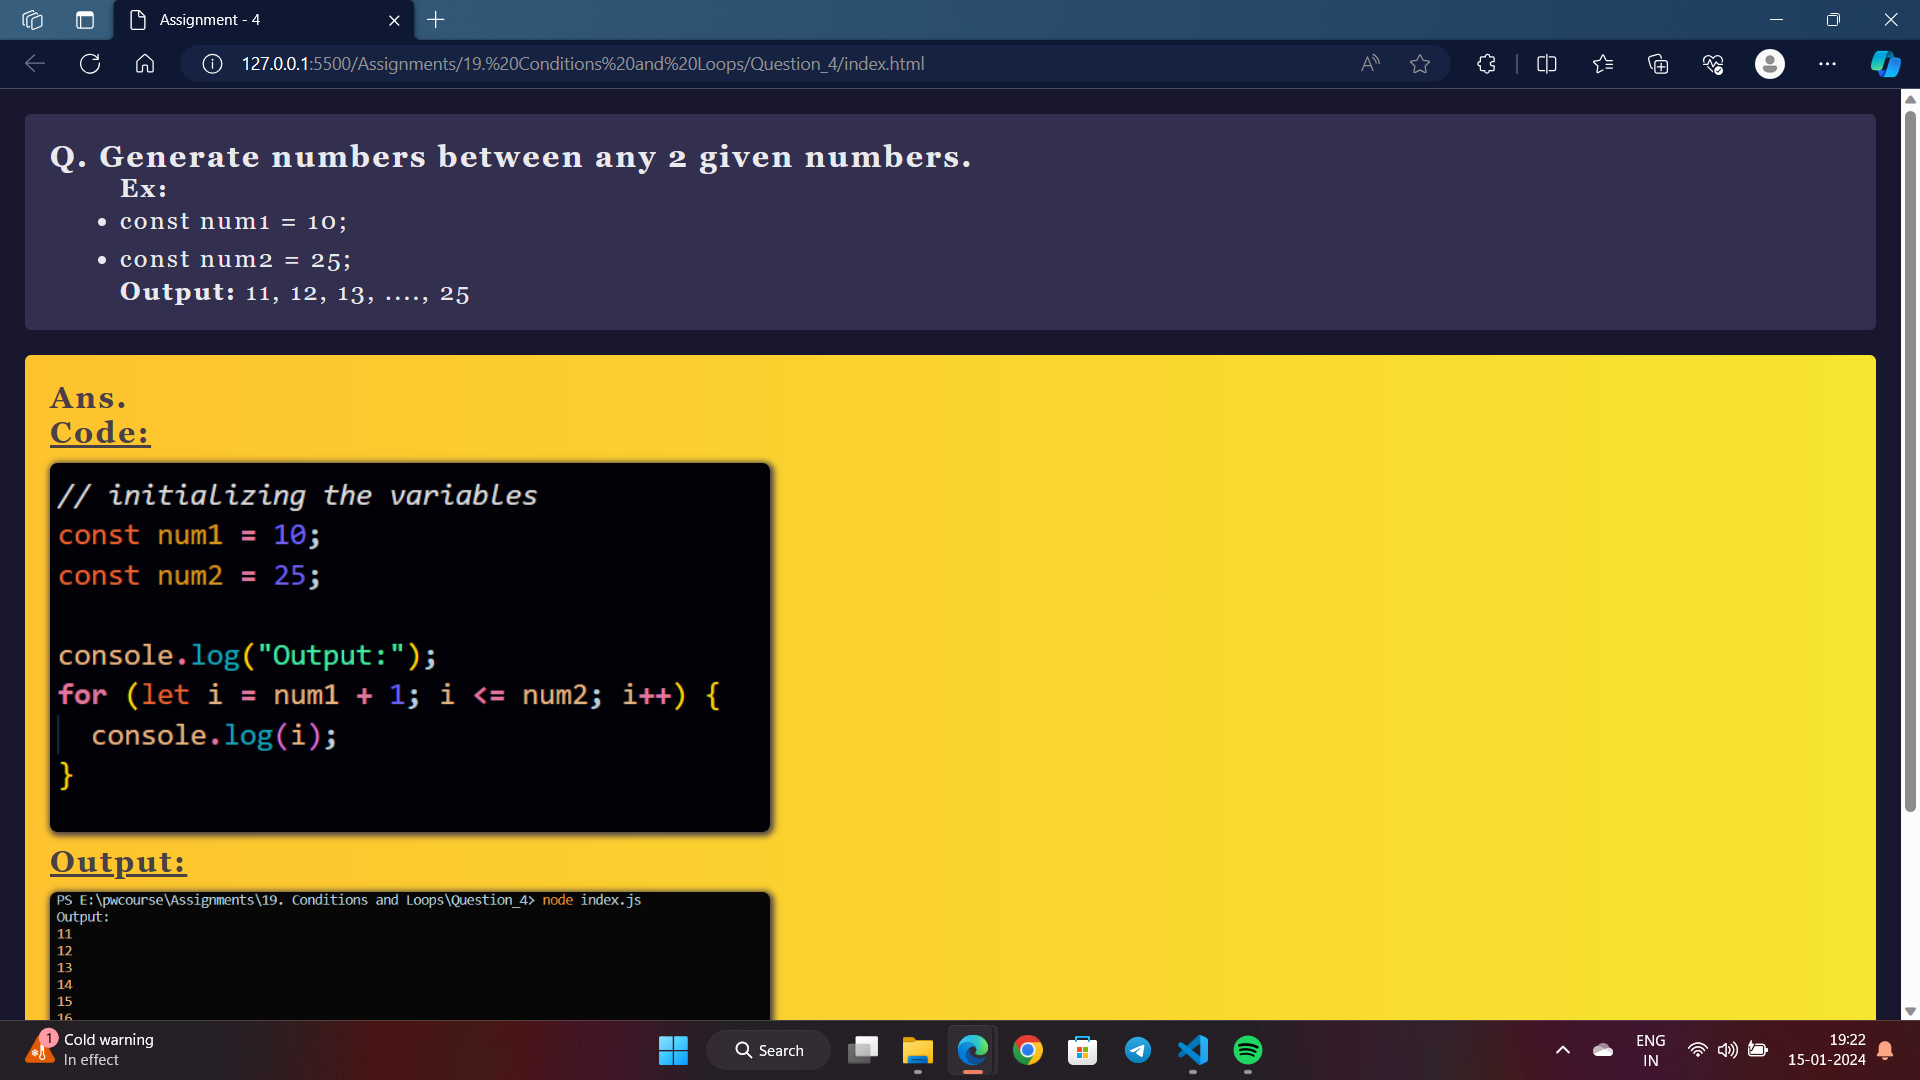 Assignment - 4
127.0.0.1:5500/Assignments/19.%20Conditions%20and%20Loops/Question_4/index.html
Q. Generate numbers between any 2 given numbers.
Ex:
• const num1 = 10;
• const num2 = 25;
Output: 11, 12, 13, ...., 25
Ans.
Code:
// initializing the variables
const num1 = 10;
const num2 = 25;
console.log("Output:");
for (let i = num1 + 1; i <= num2; i++) {
console.log(i);
}
Output:
PS E:\pwcourse\Assignments\19. Conditions and Loops\Question_4> node index.js
Output:
11
12
13
14
15
16
1
Cold warning
In effect
Search
ENG
IN
19:22
15-01-2024